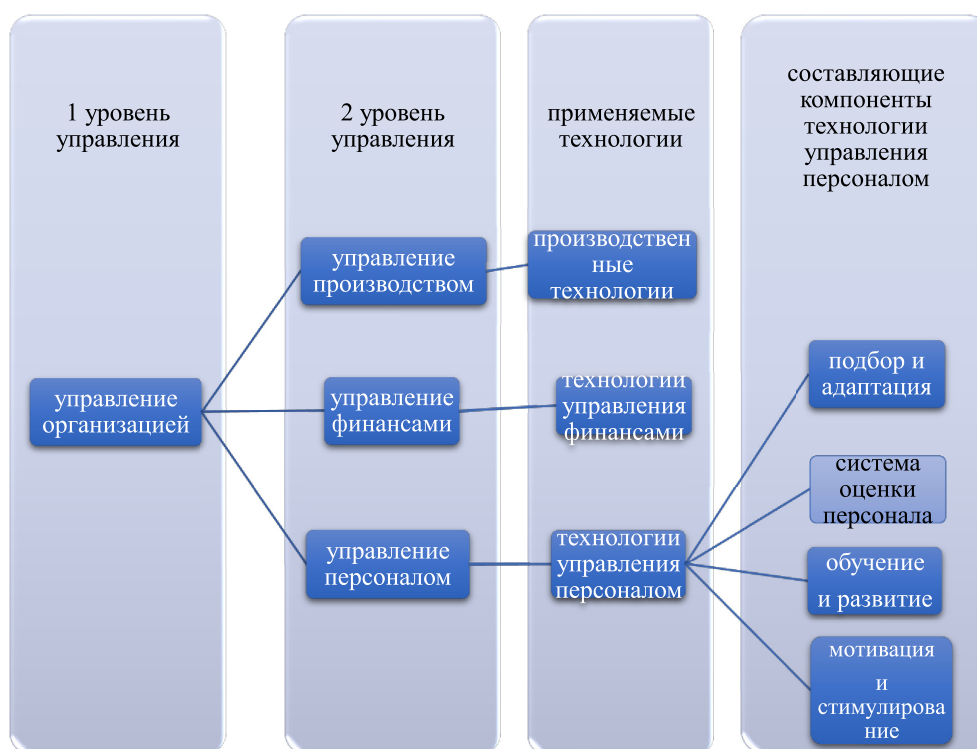 1 уровень
управления
2 уровень
управления
применяемые
технологии
составляющие
компоненты
технологии
управления
персоналом
управление
организацией
управление
производством
управление
финансами
управление
персоналом
производствен
ные
технологии
технологии
управления
финансами
технологии
управления
персоналом
подбор и
адаптация
система
оценки
персонала
обучение
и развитие
мотивация
и
стимулирова
ние